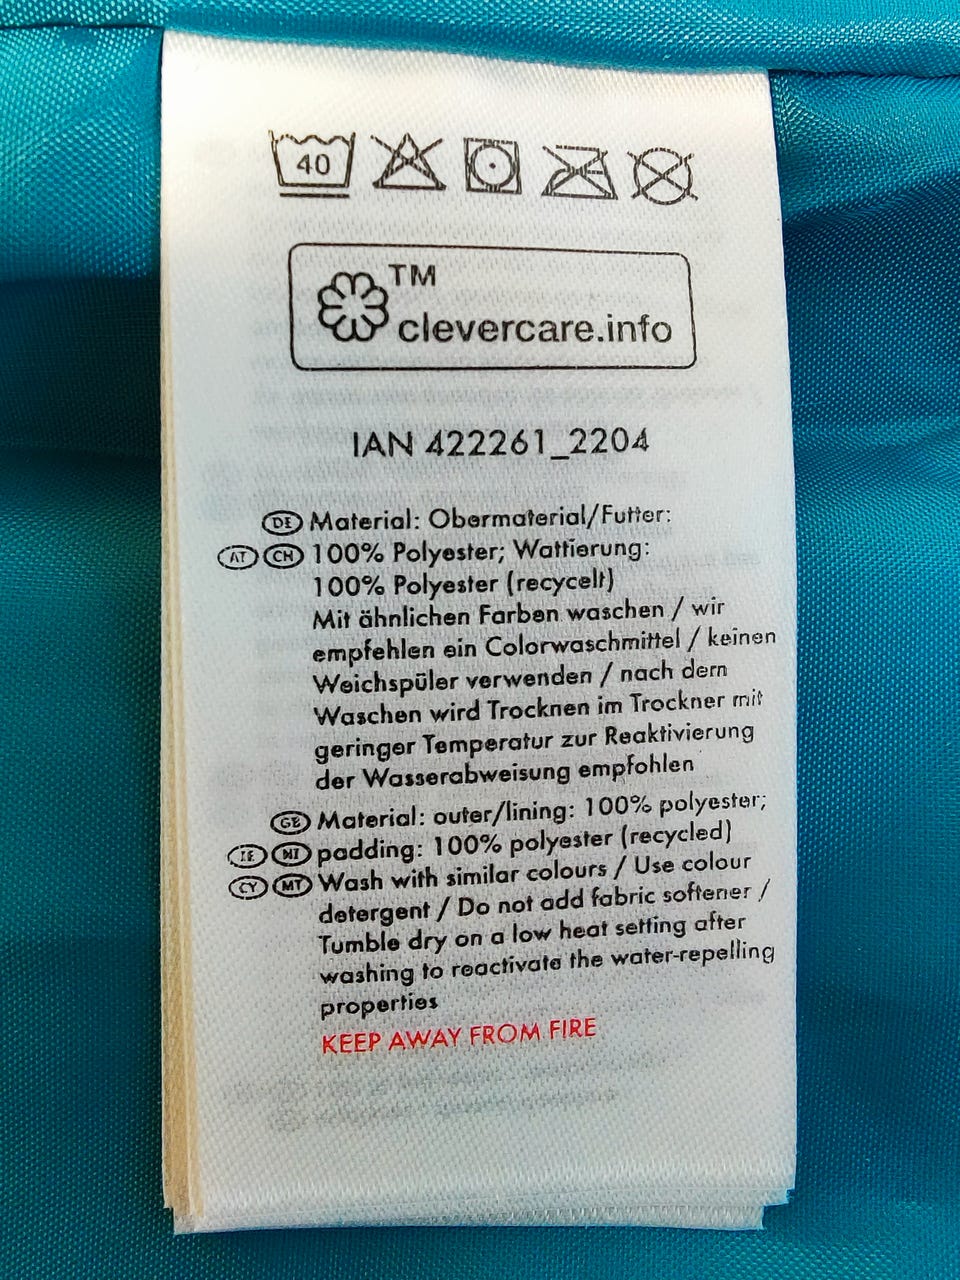 40
TM
clevercare.info
IAN 422261_2204
DE Material: Obermaterial/Futter:
AT CH 100% Polyester; Wattierung:
100% Polyester (recycelt)
Mit ähnlichen Farben waschen / wir
empfehlen ein Colorwaschmittel / keinen
Weichspüler verwenden / nach dem
Waschen wird Trocknen im Trockner mit
geringer Temperatur zur Reaktivierung
der Wasserabweisung empfohlen
GB Material: outer/lining: 100% polyester;
IE NI padding: 100% polyester (recycled)
CY MT Wash with similar colours / Use colour
detergent / Do not add fabric softener /
Tumble dry on a low heat setting after
washing to reactivate the water-repelling
properties
KEEP AWAY FROM FIRE